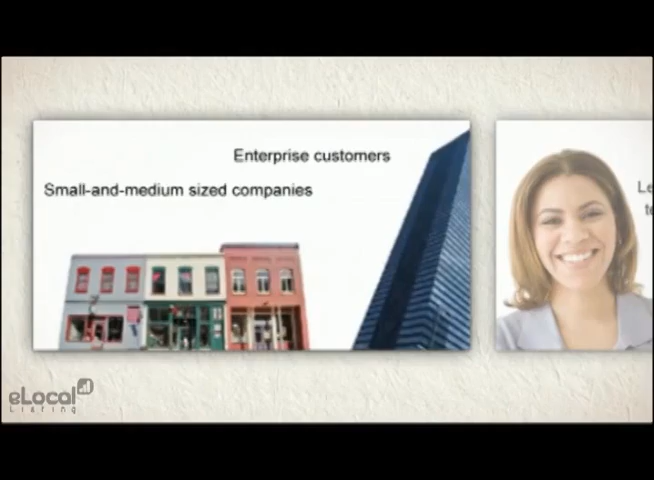 Enterprise customers
Small-and-medium sized companies
eLocal
Listing